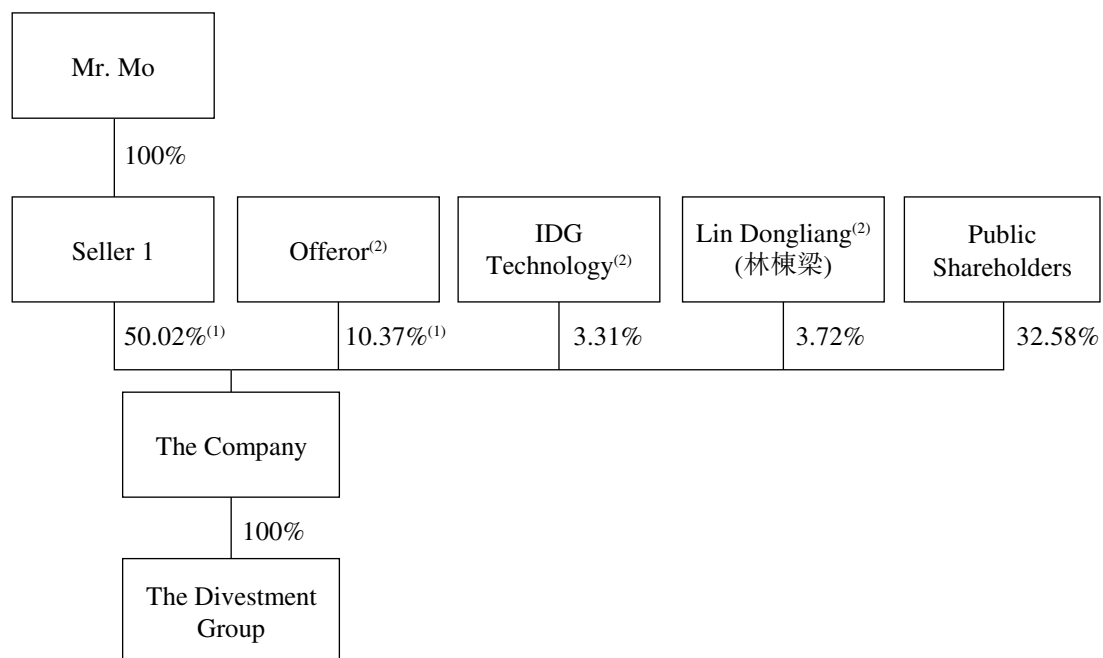 Mr. Mo
100%
Seller 1
Offeror(2)
IDG
Technology(2)
Lin Dongliang(2)
(林棟梁)
Public
Shareholders
50.02%(1)
10.37%(1)
3.31%
3.72%
32.58%
The Company
100%
The Divestment
Group